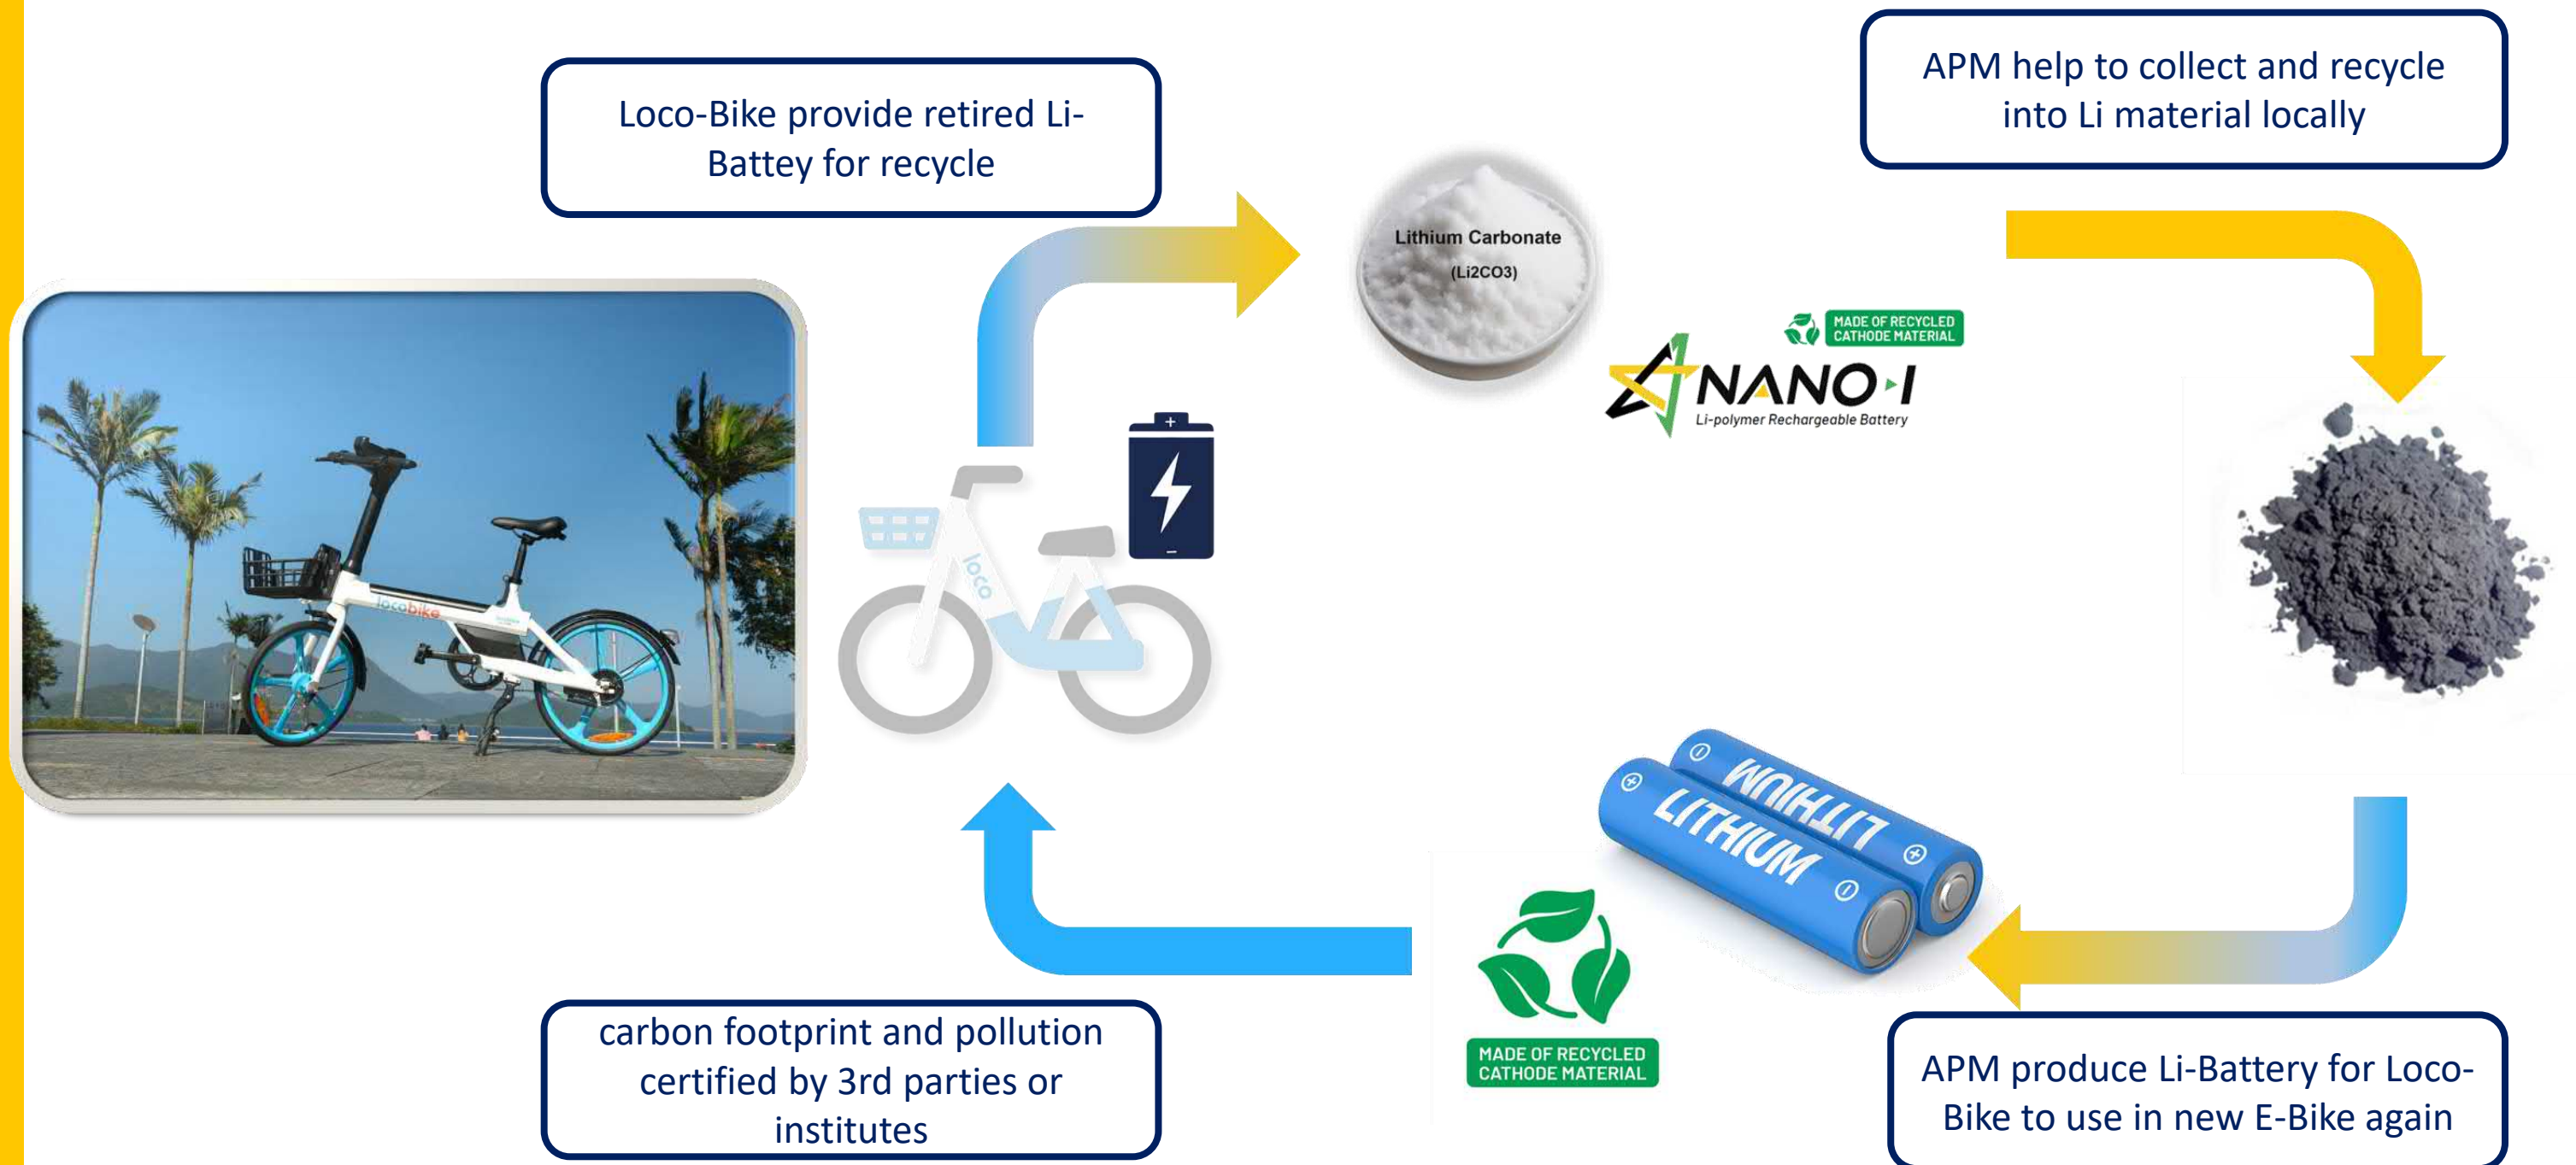 Loco-Bike provide retired Li-
Battey for recycle
APM help to collect and recycle
into Li material locally
Lithium Carbonate
(Li2CO3)
MADE OF RECYCLED
CATHODE MATERIAL
NANO I
Li-polymer Rechargeable Battery
locobike
loco
LITHIUM
LITHIUM
MADE OF RECYCLED
CATHODE MATERIAL
carbon footprint and pollution
certified by 3rd parties or
institutes
APM produce Li-Battery for Loco-
Bike to use in new E-Bike again